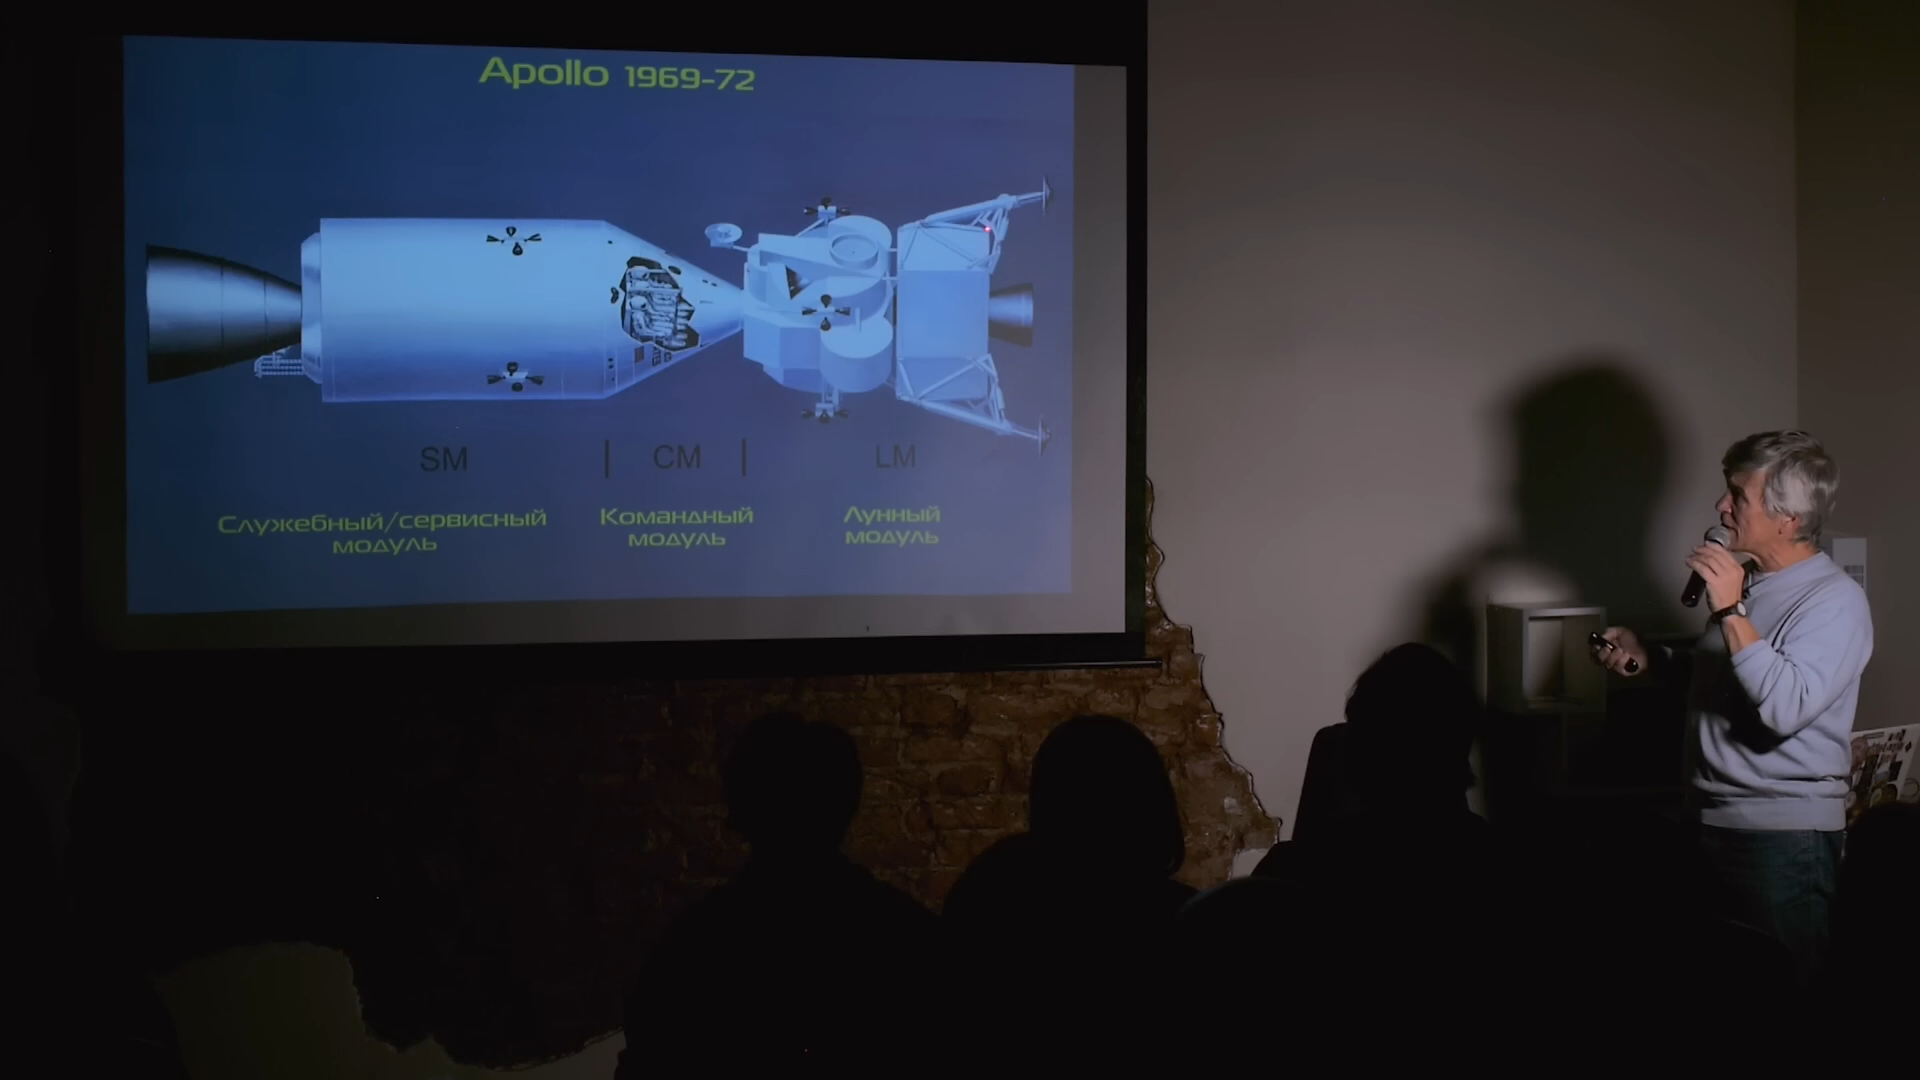 Apollo 1969-72
SM | CM | LM
Служебный/сервисный модуль
Командный модуль
Лунный модуль